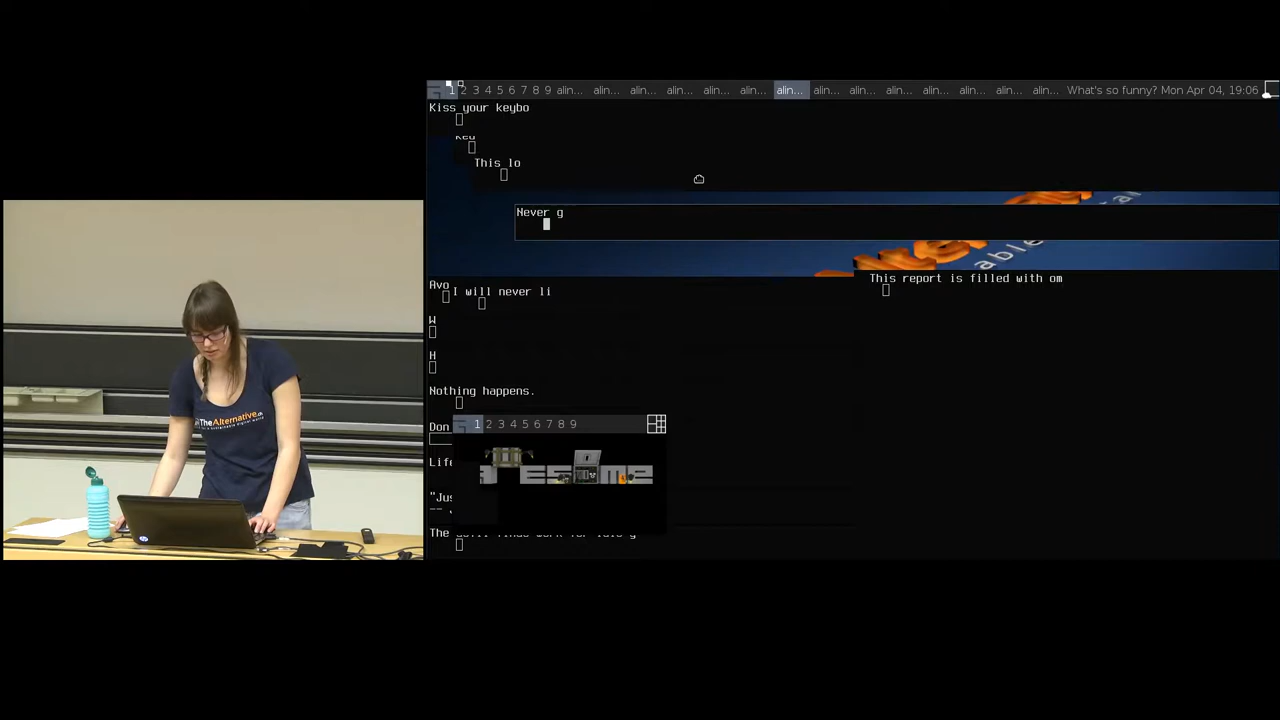 1 2 3 4 5 6 7 8 9 alin... alin... alin... alin... alin... alin... alin... alin... alin... alin... alin... alin... alin... alin... What's so funny? Mon Apr 04, 19:06
Kiss your keybo
This lo
Never g
This report is filled with om
Avo
I will never li
W
H
Nothing happens.
1 2 3 4 5 6 7 8 9
Don
Life
"Jus
--
The
TheAlternative.ch